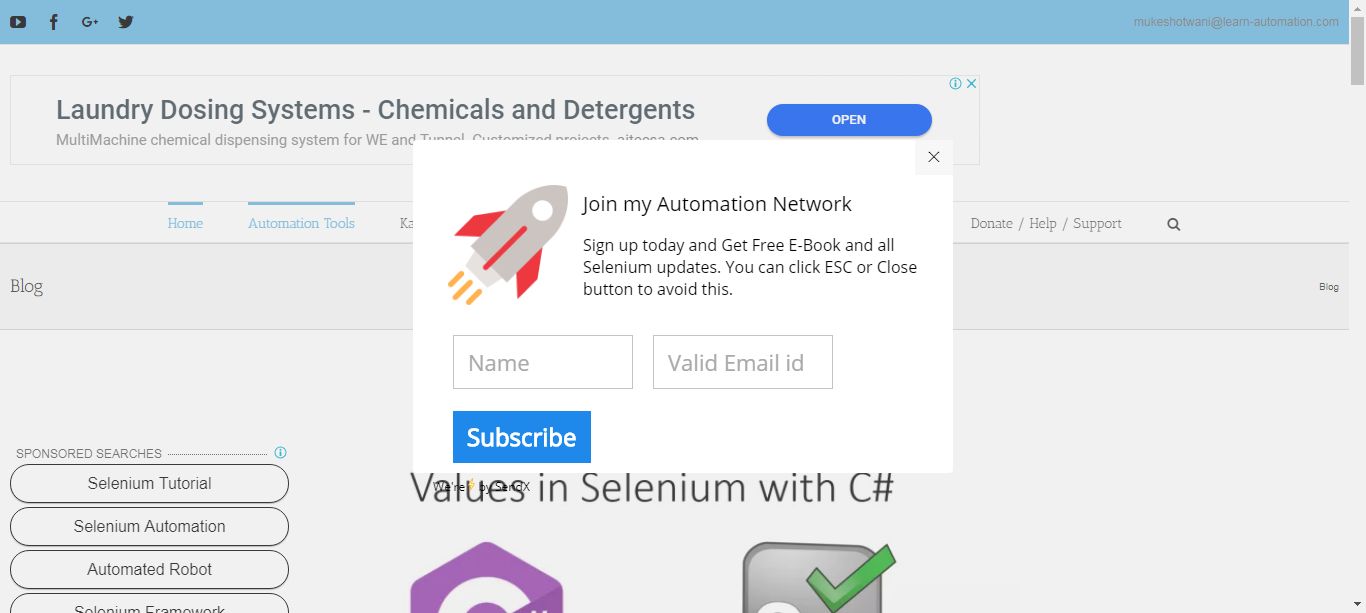 G+
mukeshotwani@learn-automation.com
Laundry Dosing Systems - Chemicals and Detergents
MultiMachine chemical dispensing system for WE and Tunnel. Customized projects. aitecsa.com
OPEN
Home
Automation Tools
Ka
Donate / Help / Support
Blog
Blog
Join my Automation Network
Sign up today and Get Free E-Book and all
Selenium updates. You can click ESC or Close
button to avoid this.
Name
Valid Email id
Subscribe
We're⚡ by SendX
Values in Selenium with C#
SPONSORED SEARCHES
Selenium Tutorial
Selenium Automation
Automated Robot
Selenium Framework